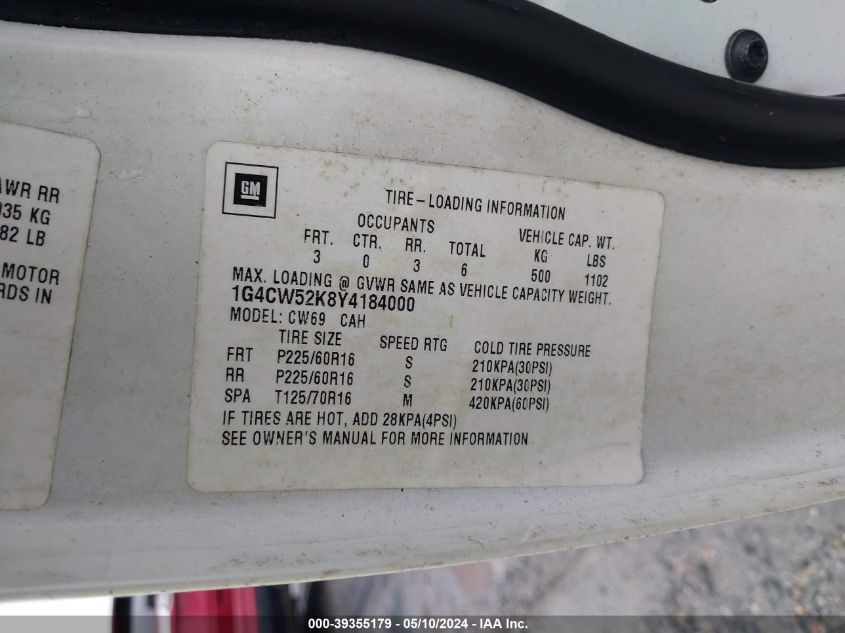 AWR RR
935 KG
82 LB
MOTOR
RDS IN
GM
TIRE-LOADING INFORMATION
OCCUPANTS VEHICLE CAP. WT.
FRT. CTR. RR. TOTAL KG LBS
3 0 3 6 500 1102
MAX. LOADING @ GVWR SAME AS VEHICLE CAPACITY WEIGHT.
1G4CW52K8Y4184000
MODEL: CW69 CAH
TIRE SIZE SPEED RTG COLD TIRE PRESSURE
FRT P225/60R16 S 210KPA(30PSI)
RR P225/60R16 S 210KPA(30PSI)
SPA T125/70R16 M 420KPA(60PSI)
IF TIRES ARE HOT, ADD 28KPA(4PSI)
SEE OWNER'S MANUAL FOR MORE INFORMATION
000-39355179 - 05/10/2024 - IAA Inc.